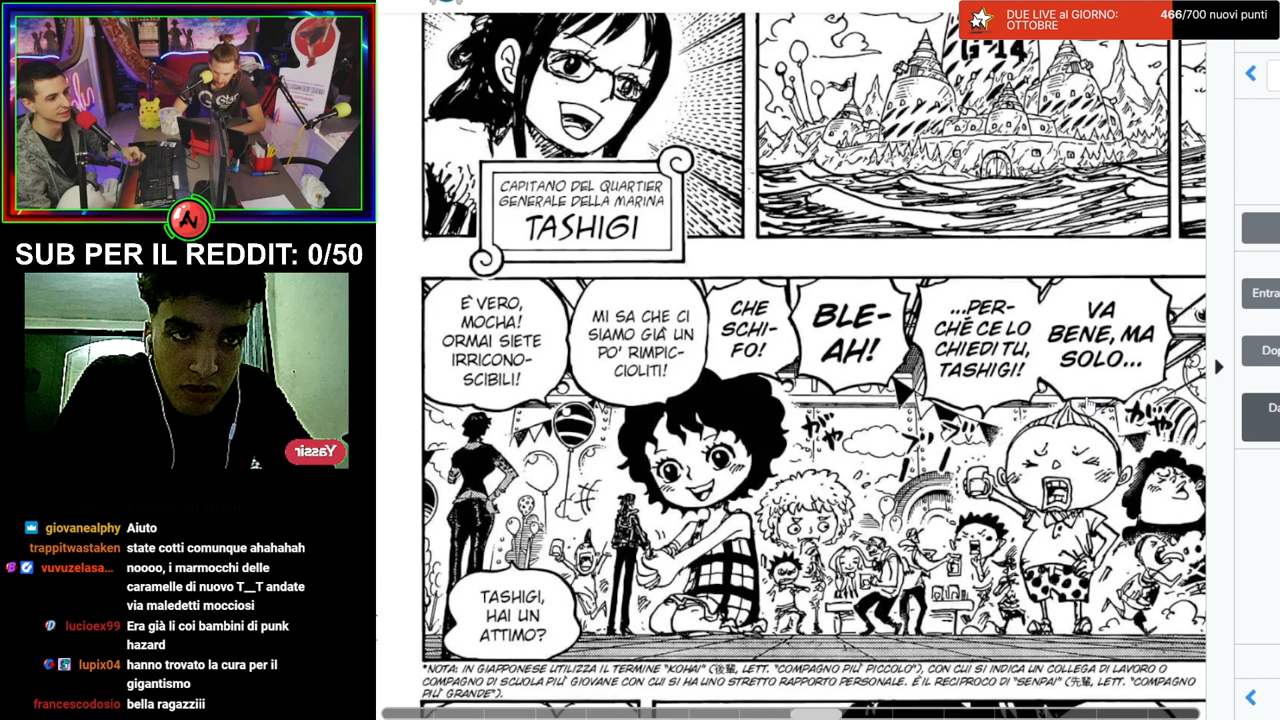 DUE LIVE al GIORNO:
OTTOBRE
466/700 nuovi punti
SUB PER IL REDDIT: 0/50
Yassir
giovanealphy Aiuto
trappitwastaken state cotti comunque ahahahah
vuvuzelasa... noooo, i marmocchi delle
caramelle di nuovo T__T andate
via maledetti mocciosi
lucioex99 Era già li coi bambini di punk
hazard
lupix04 hanno trovato la cura per il
gigantismo
francescodosio bella ragazziii
G-14
CAPITANO DEL QUARTIER
GENERALE DELLA MARINA
TASHIGI
È VERO,
MOCHA!
ORMAI SIETE
IRRICONO-
SCIBILI!
MI SA CHE CI
SIAMO GIÀ UN
PO' RIMPIC-
CIOLITI!
CHE
SCHI-
FO!
BLE-
AH!
...PER-
CHÉ CE LO
CHIEDI TU,
TASHIGI!
VA
BENE, MA
SOLO...
TASHIGI,
HAI UN
ATTIMO?
*NOTA: IN GIAPPONESE UTILIZZA IL TERMINE "KOHAI" (後輩, LETT. "COMPAGNO PIÙ PICCOLO"), CON CUI SI INDICA UN COLLEGA DI LAVORO O
COMPAGNO DI SCUOLA PIÙ GIOVANE CON CUI SI HA UNO STRETTO RAPPORTO PERSONALE. È IL RECIPROCO DI "SENPAI" (先輩, LETT. "COMPAGNO
PIÙ GRANDE").
Entra
Dop
Da